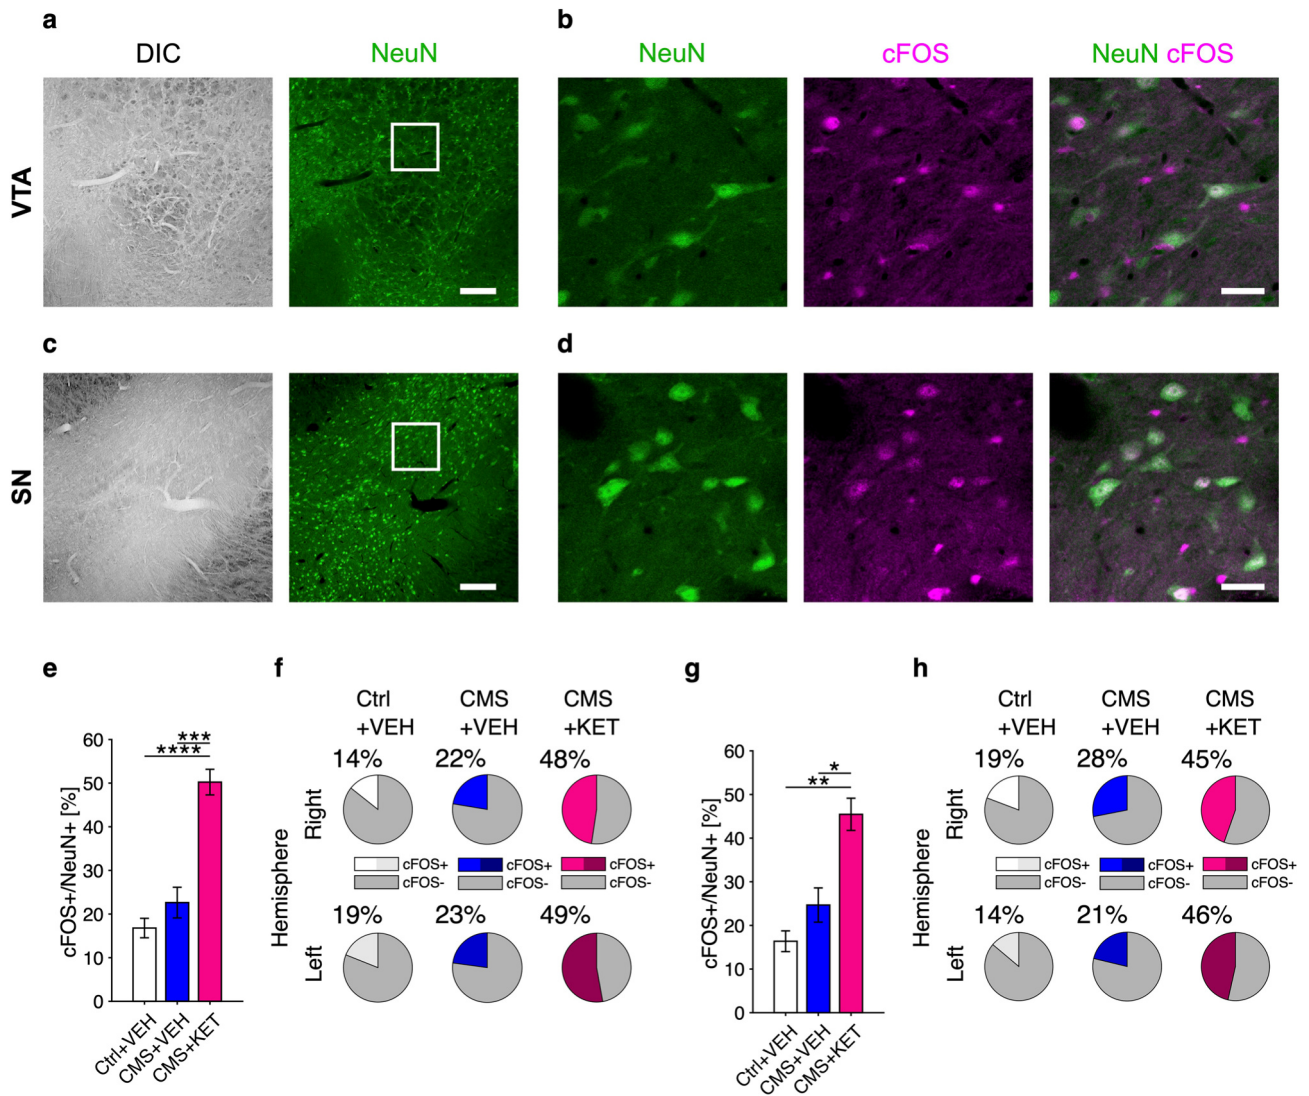 a
b
DIC
NeuN
NeuN
cFOS
NeuN cFOS
VTA
c
d
SN
e
f
g
h
cFOS+/NeuN+ [%]
60
50
40
30
20
10
0
***
****
Ctrl+VEH
CMS+VEH
CMS+KET
Ctrl
+VEH
CMS
+VEH
CMS
+KET
14%
22%
48%
Hemisphere
Right
cFOS+
cFOS-
cFOS+
cFOS-
cFOS+
cFOS-
19%
23%
49%
Left
cFOS+/NeuN+ [%]
60
50
40
30
20
10
0
*
**
Ctrl+VEH
CMS+VEH
CMS+KET
Ctrl
+VEH
CMS
+VEH
CMS
+KET
19%
28%
45%
Hemisphere
Right
cFOS+
cFOS-
cFOS+
cFOS-
cFOS+
cFOS-
14%
21%
46%
Left